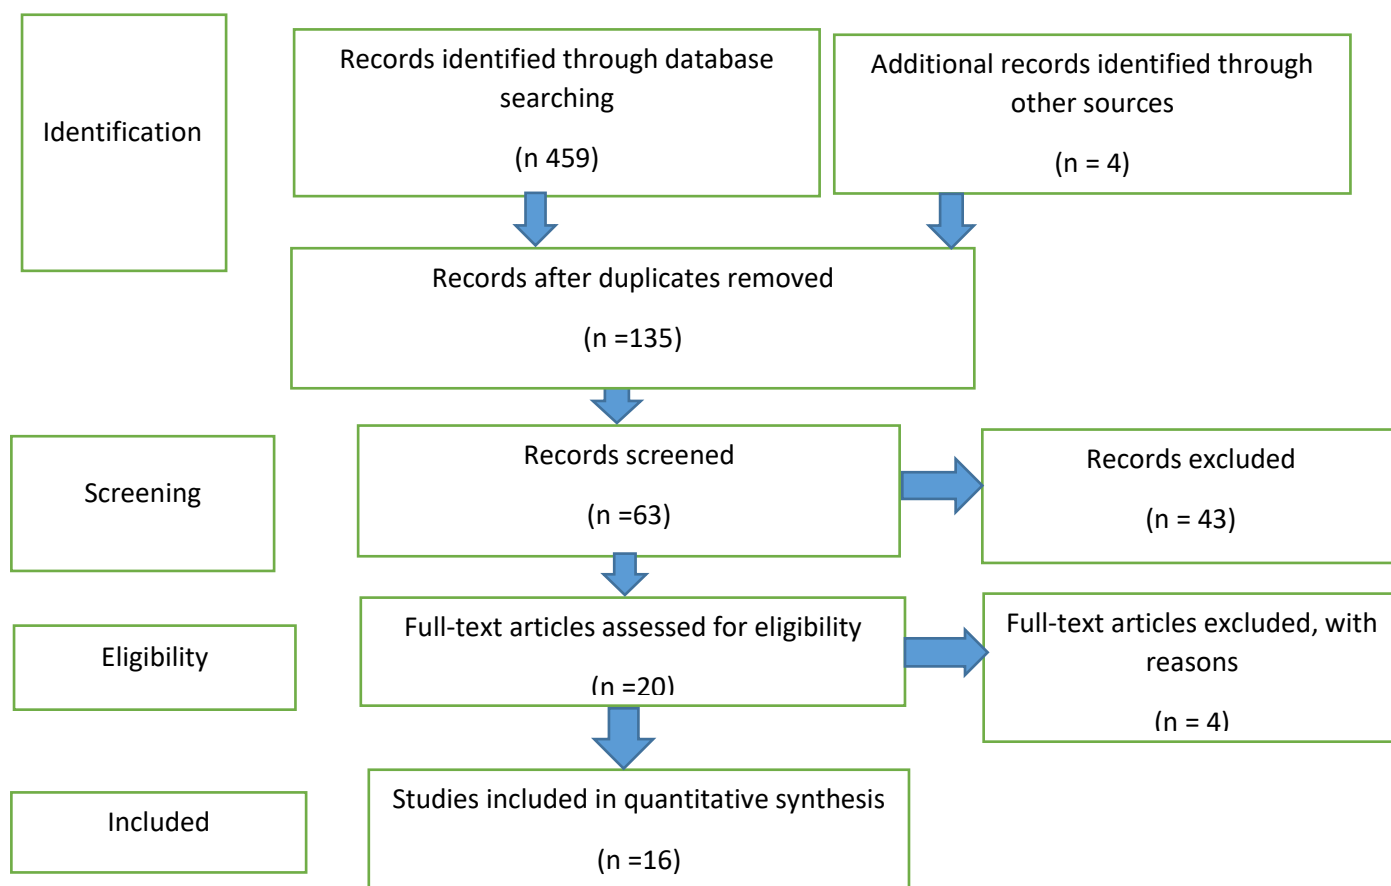 Identification
Records identified through database
searching
(n 459)
Additional records identified through
other sources
(n = 4)
Records after duplicates removed
(n =135)
Screening
Records screened
(n =63)
Records excluded
(n = 43)
Eligibility
Full-text articles assessed for eligibility
(n =20)
Full-text articles excluded, with
reasons
(n = 4)
Included
Studies included in quantitative synthesis
(n =16)